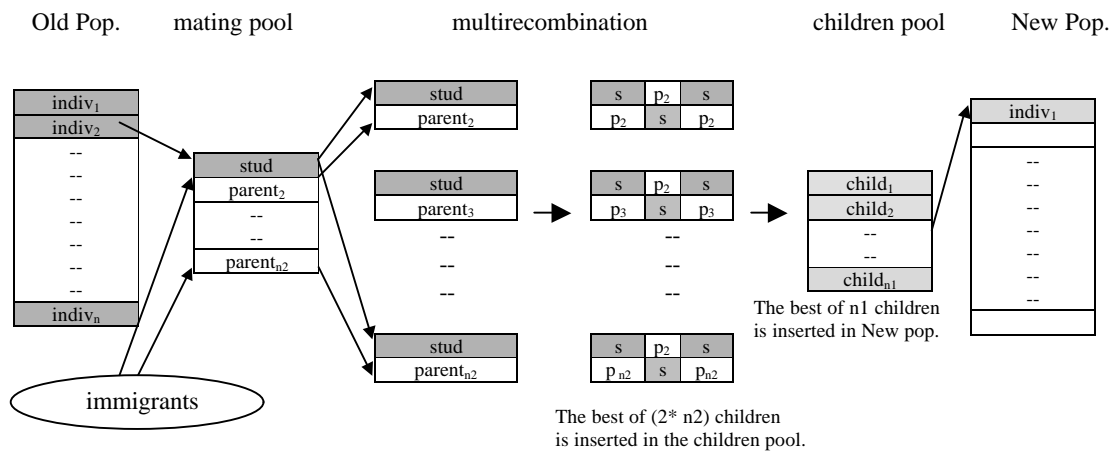 Old Pop. mating pool multirecombination children pool New Pop.
indiv₁
indiv₂
--
--
--
--
--
--
--
indivₙ
immigrants
stud
parent₂
--
--
parentₙ₂
stud
parent₂
stud
parent₃
--
--
--
stud
parentₙ₂
s p₂ s
p₂ s p₂
s p₂ s
p₃ s p₃
--
--
--
s p₂ s
p ₙ₂ s pₙ₂
The best of (2* n2) children
is inserted in the children pool.
child₁
child₂
--
--
childₙ₁
The best of n1 children
is inserted in New pop.
indiv₁
--
--
--
--
--
--
--